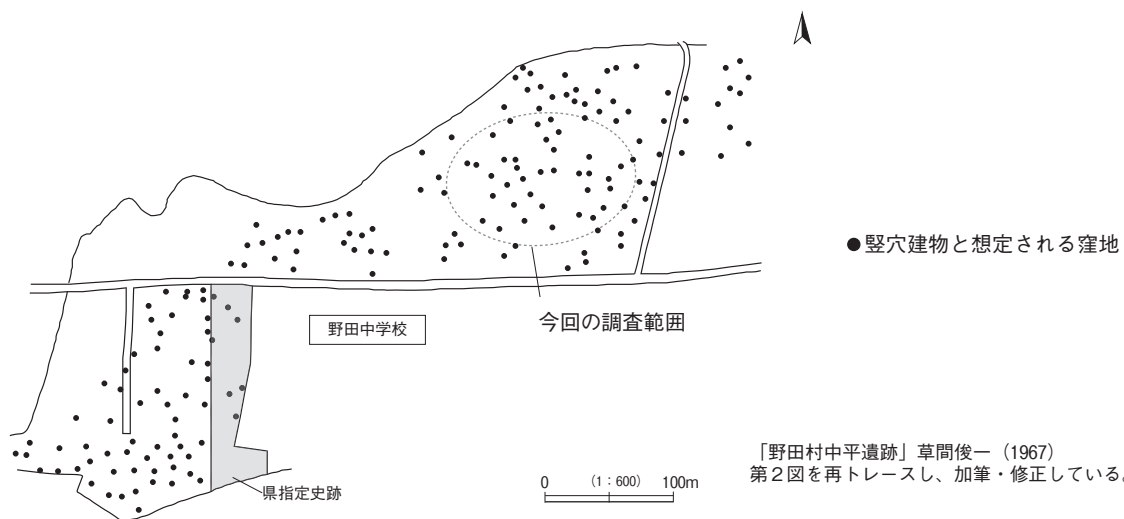 ●竪穴建物と想定される窪地
今回の調査範囲
野田中学校
県指定史跡
0 (1:600) 100m
「野田村中平遺跡」草間俊一(1967)
第2図を再トレースし、加筆・修正している。